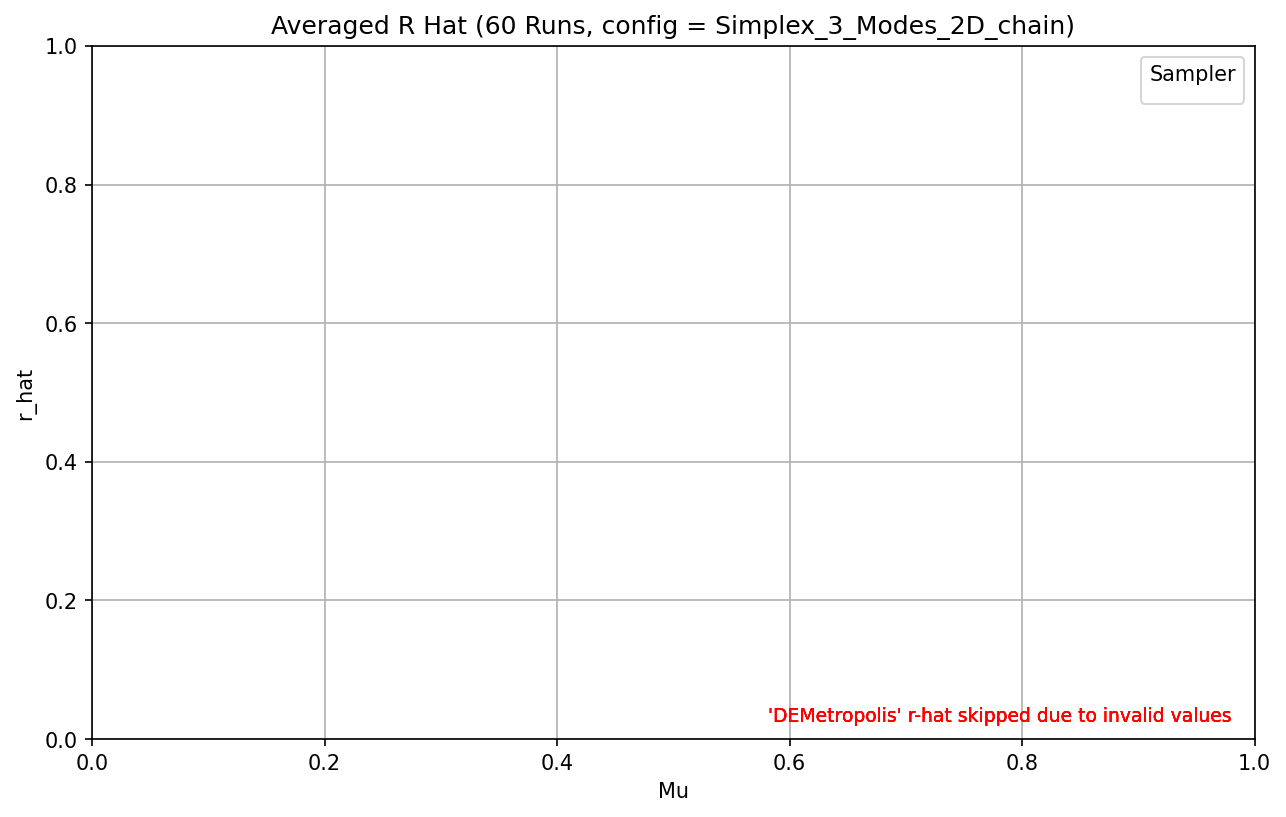 Averaged R Hat (60 Runs, config = Simplex_3_Modes_2D_chain)
Sampler
1.0
0.8
0.6
0.4
0.2
0.0
r_hat
'DEMetropolis' r-hat skipped due to invalid values
0.0 0.2 0.4 0.6 0.8 1.0
Mu